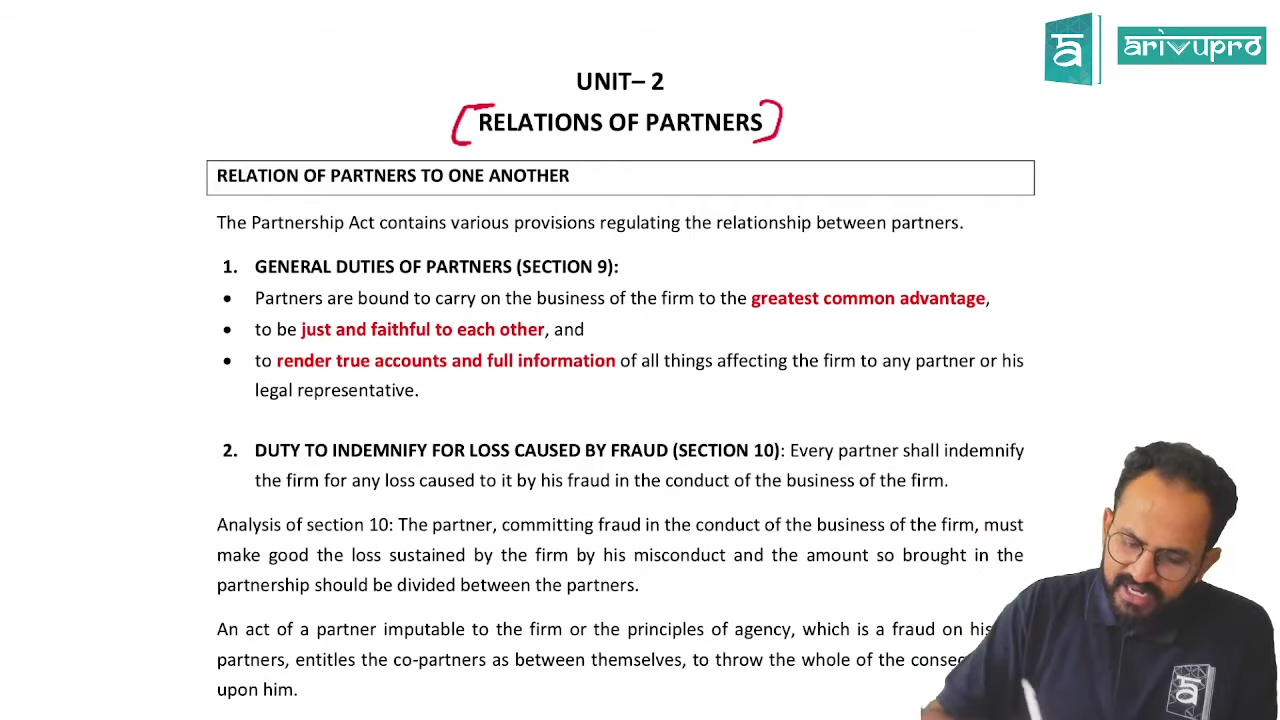 arivupro
UNIT– 2
RELATIONS OF PARTNERS
RELATION OF PARTNERS TO ONE ANOTHER
The Partnership Act contains various provisions regulating the relationship between partners.
1. GENERAL DUTIES OF PARTNERS (SECTION 9):
• Partners are bound to carry on the business of the firm to the greatest common advantage,
• to be just and faithful to each other, and
• to render true accounts and full information of all things affecting the firm to any partner or his
legal representative.
2. DUTY TO INDEMNIFY FOR LOSS CAUSED BY FRAUD (SECTION 10): Every partner shall indemnify
the firm for any loss caused to it by his fraud in the conduct of the business of the firm.
Analysis of section 10: The partner, committing fraud in the conduct of the business of the firm, must
make good the loss sustained by the firm by his misconduct and the amount so brought in the
partnership should be divided between the partners.
An act of a partner imputable to the firm or the principles of agency, which is a fraud on his
partners, entitles the co-partners as between themselves, to throw the whole of the
upon him.